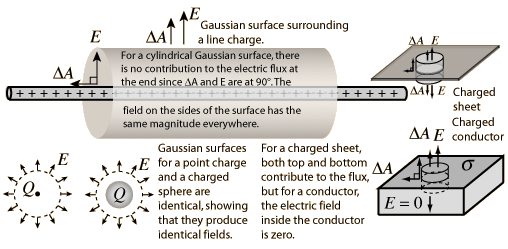 E
ΔA
Gaussian surface surrounding
a line charge.
E
ΔA
For a cylindrical Gaussian surface, there
is no contribution to the electric flux at
the end since ΔA and E are at 90°. The
+ + + + + + + + + + + + + + + + + + + + + + + + + + + + + +
field on the sides of the surface has the
same magnitude everywhere.
ΔA E
ΔA E
Charged
sheet
Charged
conductor
E
Q
E
Q
Gaussian surfaces
for a point charge
and a charged
sphere are
identical, showing
that they produce
identical fields.
For a charged sheet,
both top and bottom
contribute to the flux,
but for a conductor,
the electric field
inside the conductor
is zero.
ΔA E
ΔA
σ
E = 0